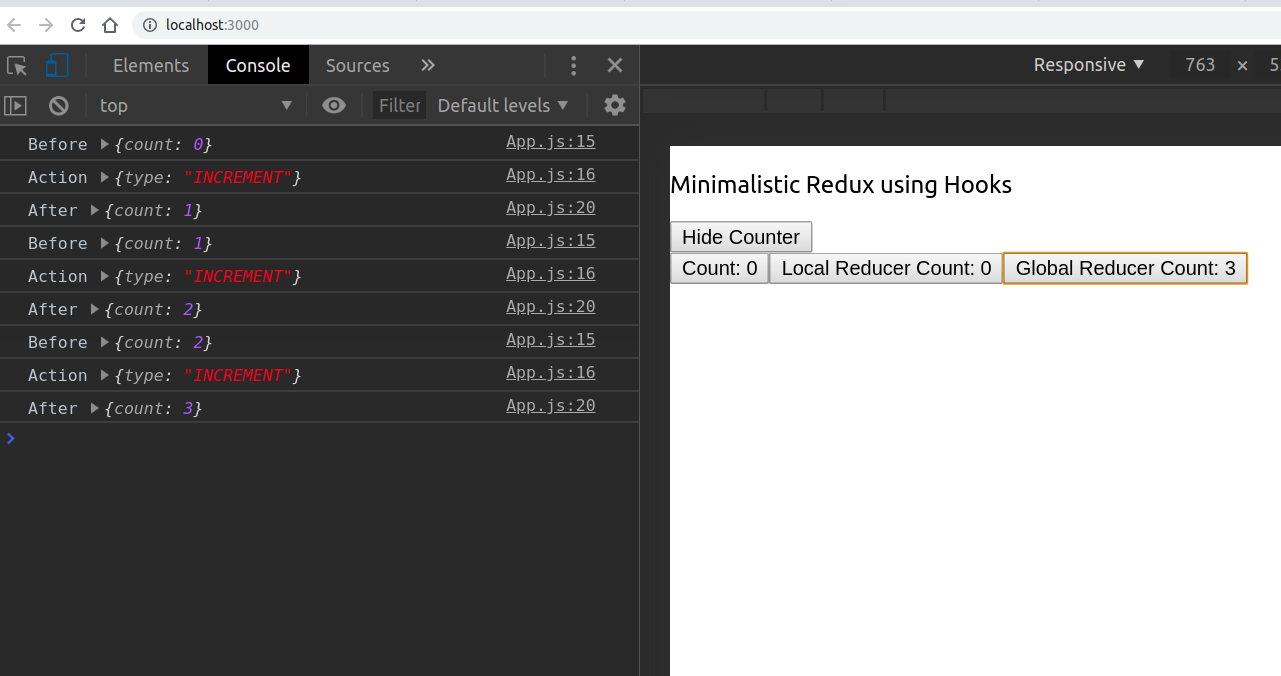 localhost:3000
Elements Console Sources »
Responsive ▼ 763 × 5
top ▼ Filter Default levels ▼
Before ▶{count: 0} App.js:15
Action ▶{type: "INCREMENT"} App.js:16
After ▶{count: 1} App.js:20
Before ▶{count: 1} App.js:15
Action ▶{type: "INCREMENT"} App.js:16
After ▶{count: 2} App.js:20
Before ▶{count: 2} App.js:15
Action ▶{type: "INCREMENT"} App.js:16
After ▶{count: 3} App.js:20
Minimalistic Redux using Hooks
Hide Counter
Count: 0 Local Reducer Count: 0 Global Reducer Count: 3